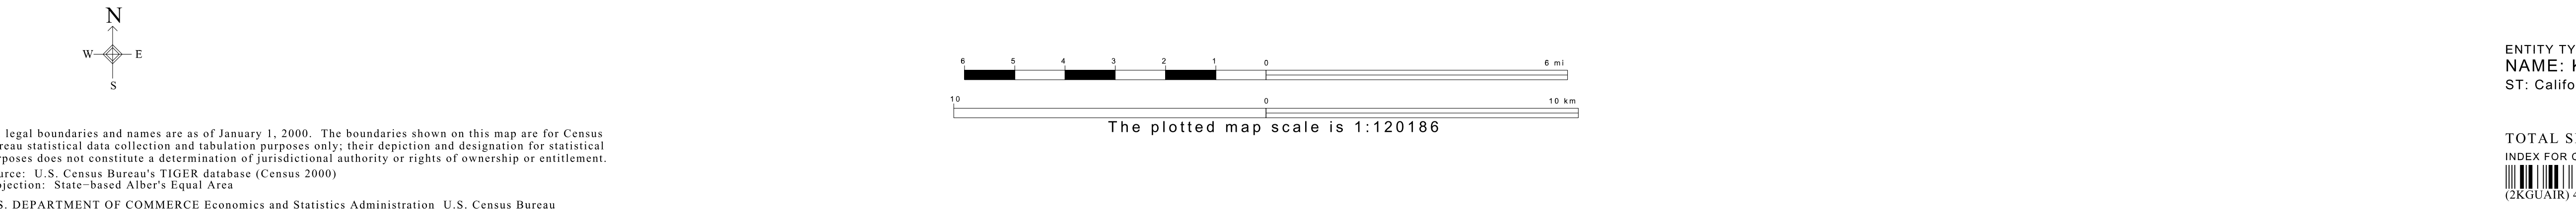 N
W E
S
legal boundaries and names are as of January 1, 2000. The boundaries shown on this map are for Census
reau statistical data collection and tabulation purposes only; their depiction and designation for statistical
rposes does not constitute a determination of jurisdictional authority or rights of ownership or entitlement.
urce: U.S. Census Bureau's TIGER database (Census 2000)
ojection: State−based Alber's Equal Area
S. DEPARTMENT OF COMMERCE Economics and Statistics Administration U.S. Census Bureau
6 5 4 3 2 1 0 6 mi
10 0 10 km
The plotted map scale is 1:120186
ENTITY TY
NAME:
ST: Califo
TOTAL S
INDEX FOR
(2KGUAIR)